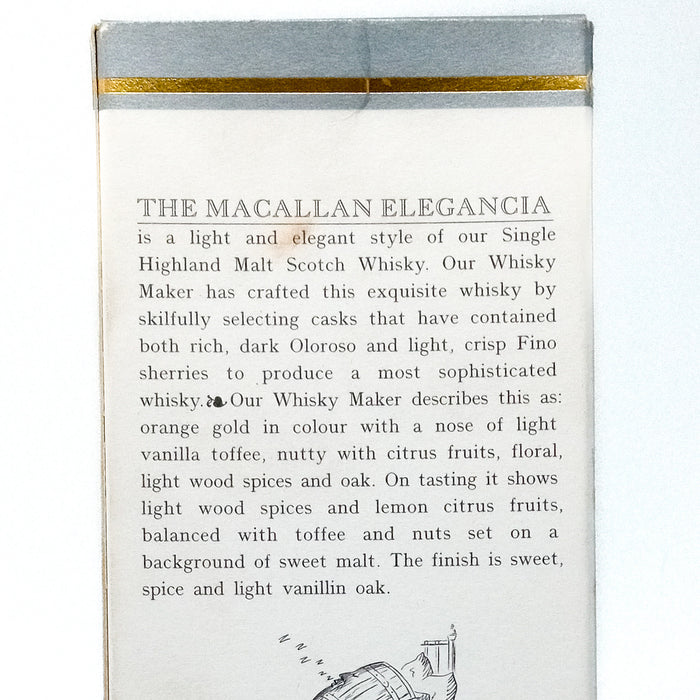 THE MACALLAN ELEGANCIA
is a light and elegant style of our Single
Highland Malt Scotch Whisky. Our Whisky
Maker has crafted this exquisite whisky by
skilfully selecting casks that have contained
both rich, dark Oloroso and light, crisp Fino
sherries to produce a most sophisticated
whisky.❧Our Whisky Maker describes this as:
orange gold in colour with a nose of light
vanilla toffee, nutty with citrus fruits, floral,
light wood spices and oak. On tasting it shows
light wood spices and lemon citrus fruits,
balanced with toffee and nuts set on a
background of sweet malt. The finish is sweet,
spice and light vanillin oak.
z z z z z